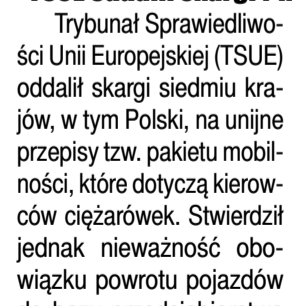 Trybunał Sprawiedliwo-
ści Unii Europejskiej (TSUE)
oddalił skargi siedmiu kra-
jów, w tym Polski, na unijne
przepisy tzw. pakietu mobil-
ności, które dotyczą kierow-
ców ciężarówek. Stwierdził
jednak nieważność obo-
wiązku powrotu pojazdów